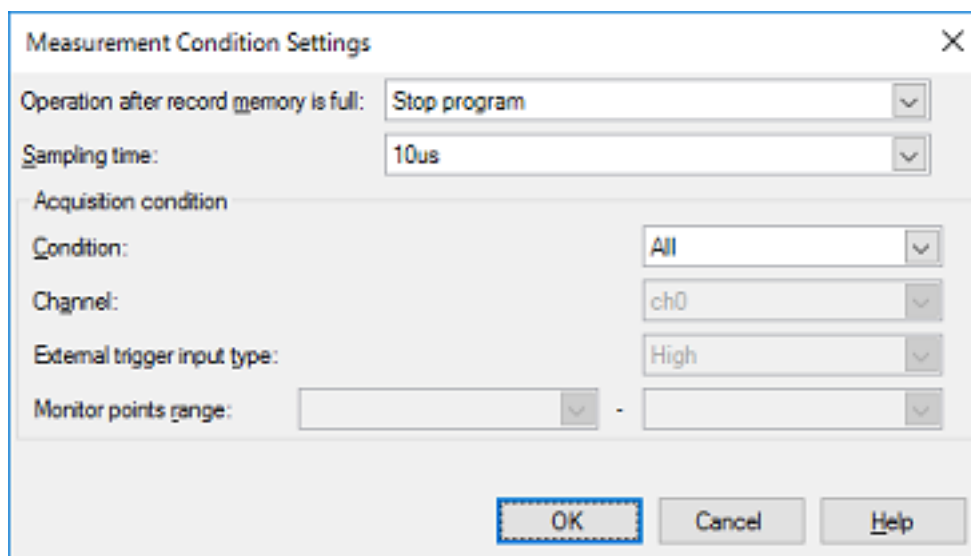 Measurement Condition Settings
Operation after record memory is full: Stop program
Sampling time: 10us
Acquisition condition
Condition: All
Channel: ch0
External trigger input type: High
Monitor points range: -
OK Cancel Help